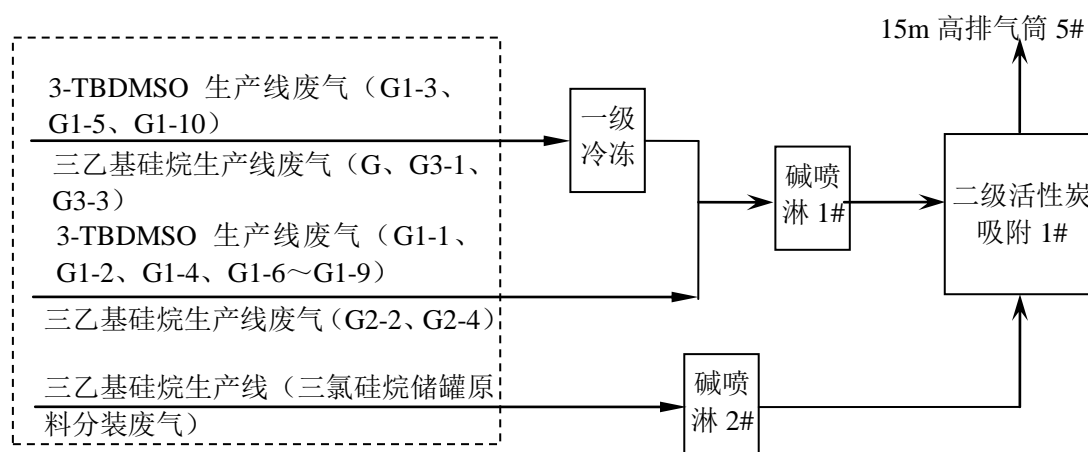 15m 高排气筒 5#
3-TBDMSO 生产线废气（G1-3、
G1-5、G1-10）
一级
冷冻
三乙基硅烷生产线废气（G、G3-1、
G3-3）
碱喷
淋 1#
二级活性炭
吸附 1#
3-TBDMSO 生产线废气（G1-1、
G1-2、G1-4、G1-6～G1-9）
三乙基硅烷生产线废气（G2-2、G2-4）
三乙基硅烷生产线（三氯硅烷储罐原
料分装废气）
碱喷
淋 2#